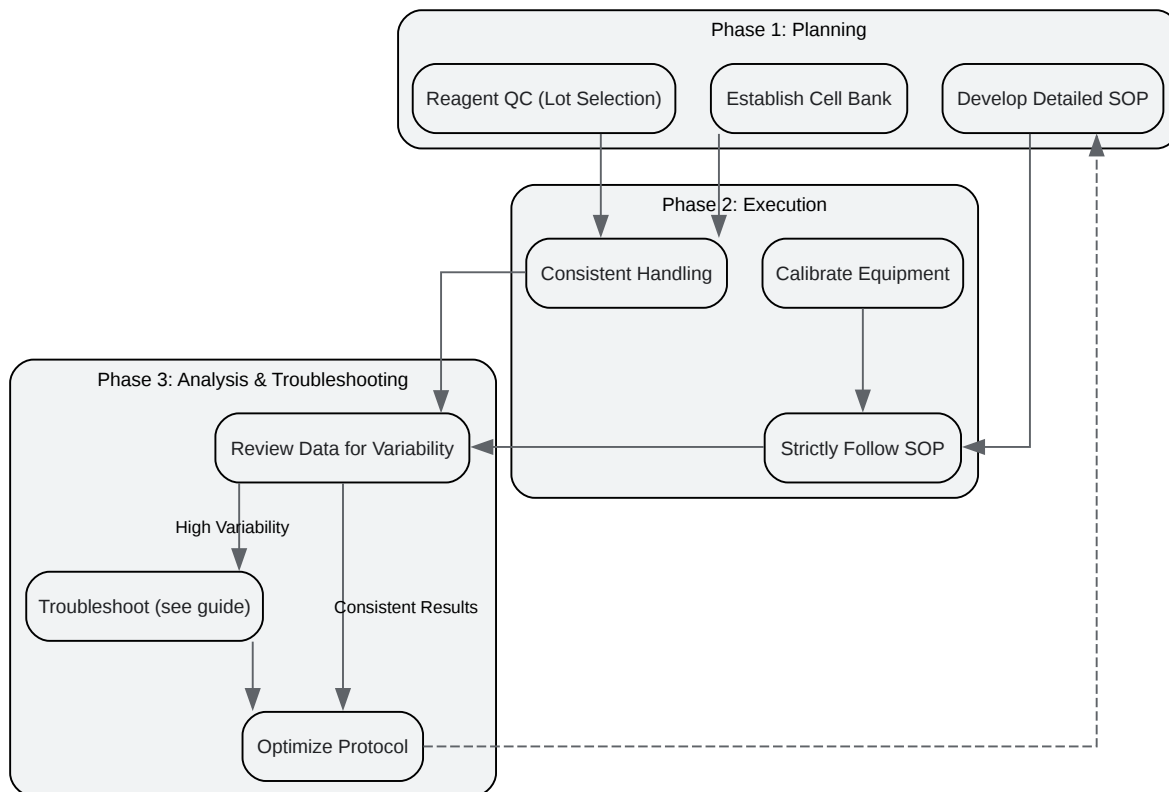 Phase 1: Planning
Reagent QC (Lot Selection)
Establish Cell Bank
Develop Detailed SOP
Phase 2: Execution
Consistent Handling
Calibrate Equipment
Strictly Follow SOP
Phase 3: Analysis & Troubleshooting
Review Data for Variability
High Variability
Troubleshoot (see guide)
Consistent Results
Optimize Protocol